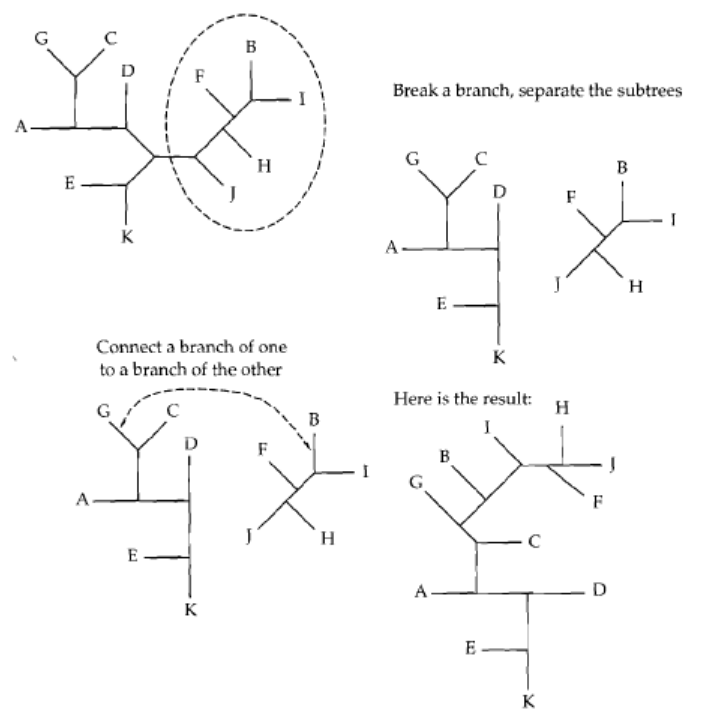 G C B
D F
A I
E H
J
K
Break a branch, separate the subtrees
G C B
D F
A I
E J H
K
Connect a branch of one
to a branch of the other
G C B
D F
A I
E J H
K
Here is the result:
H
I
B J
G F
C
A D
E
K